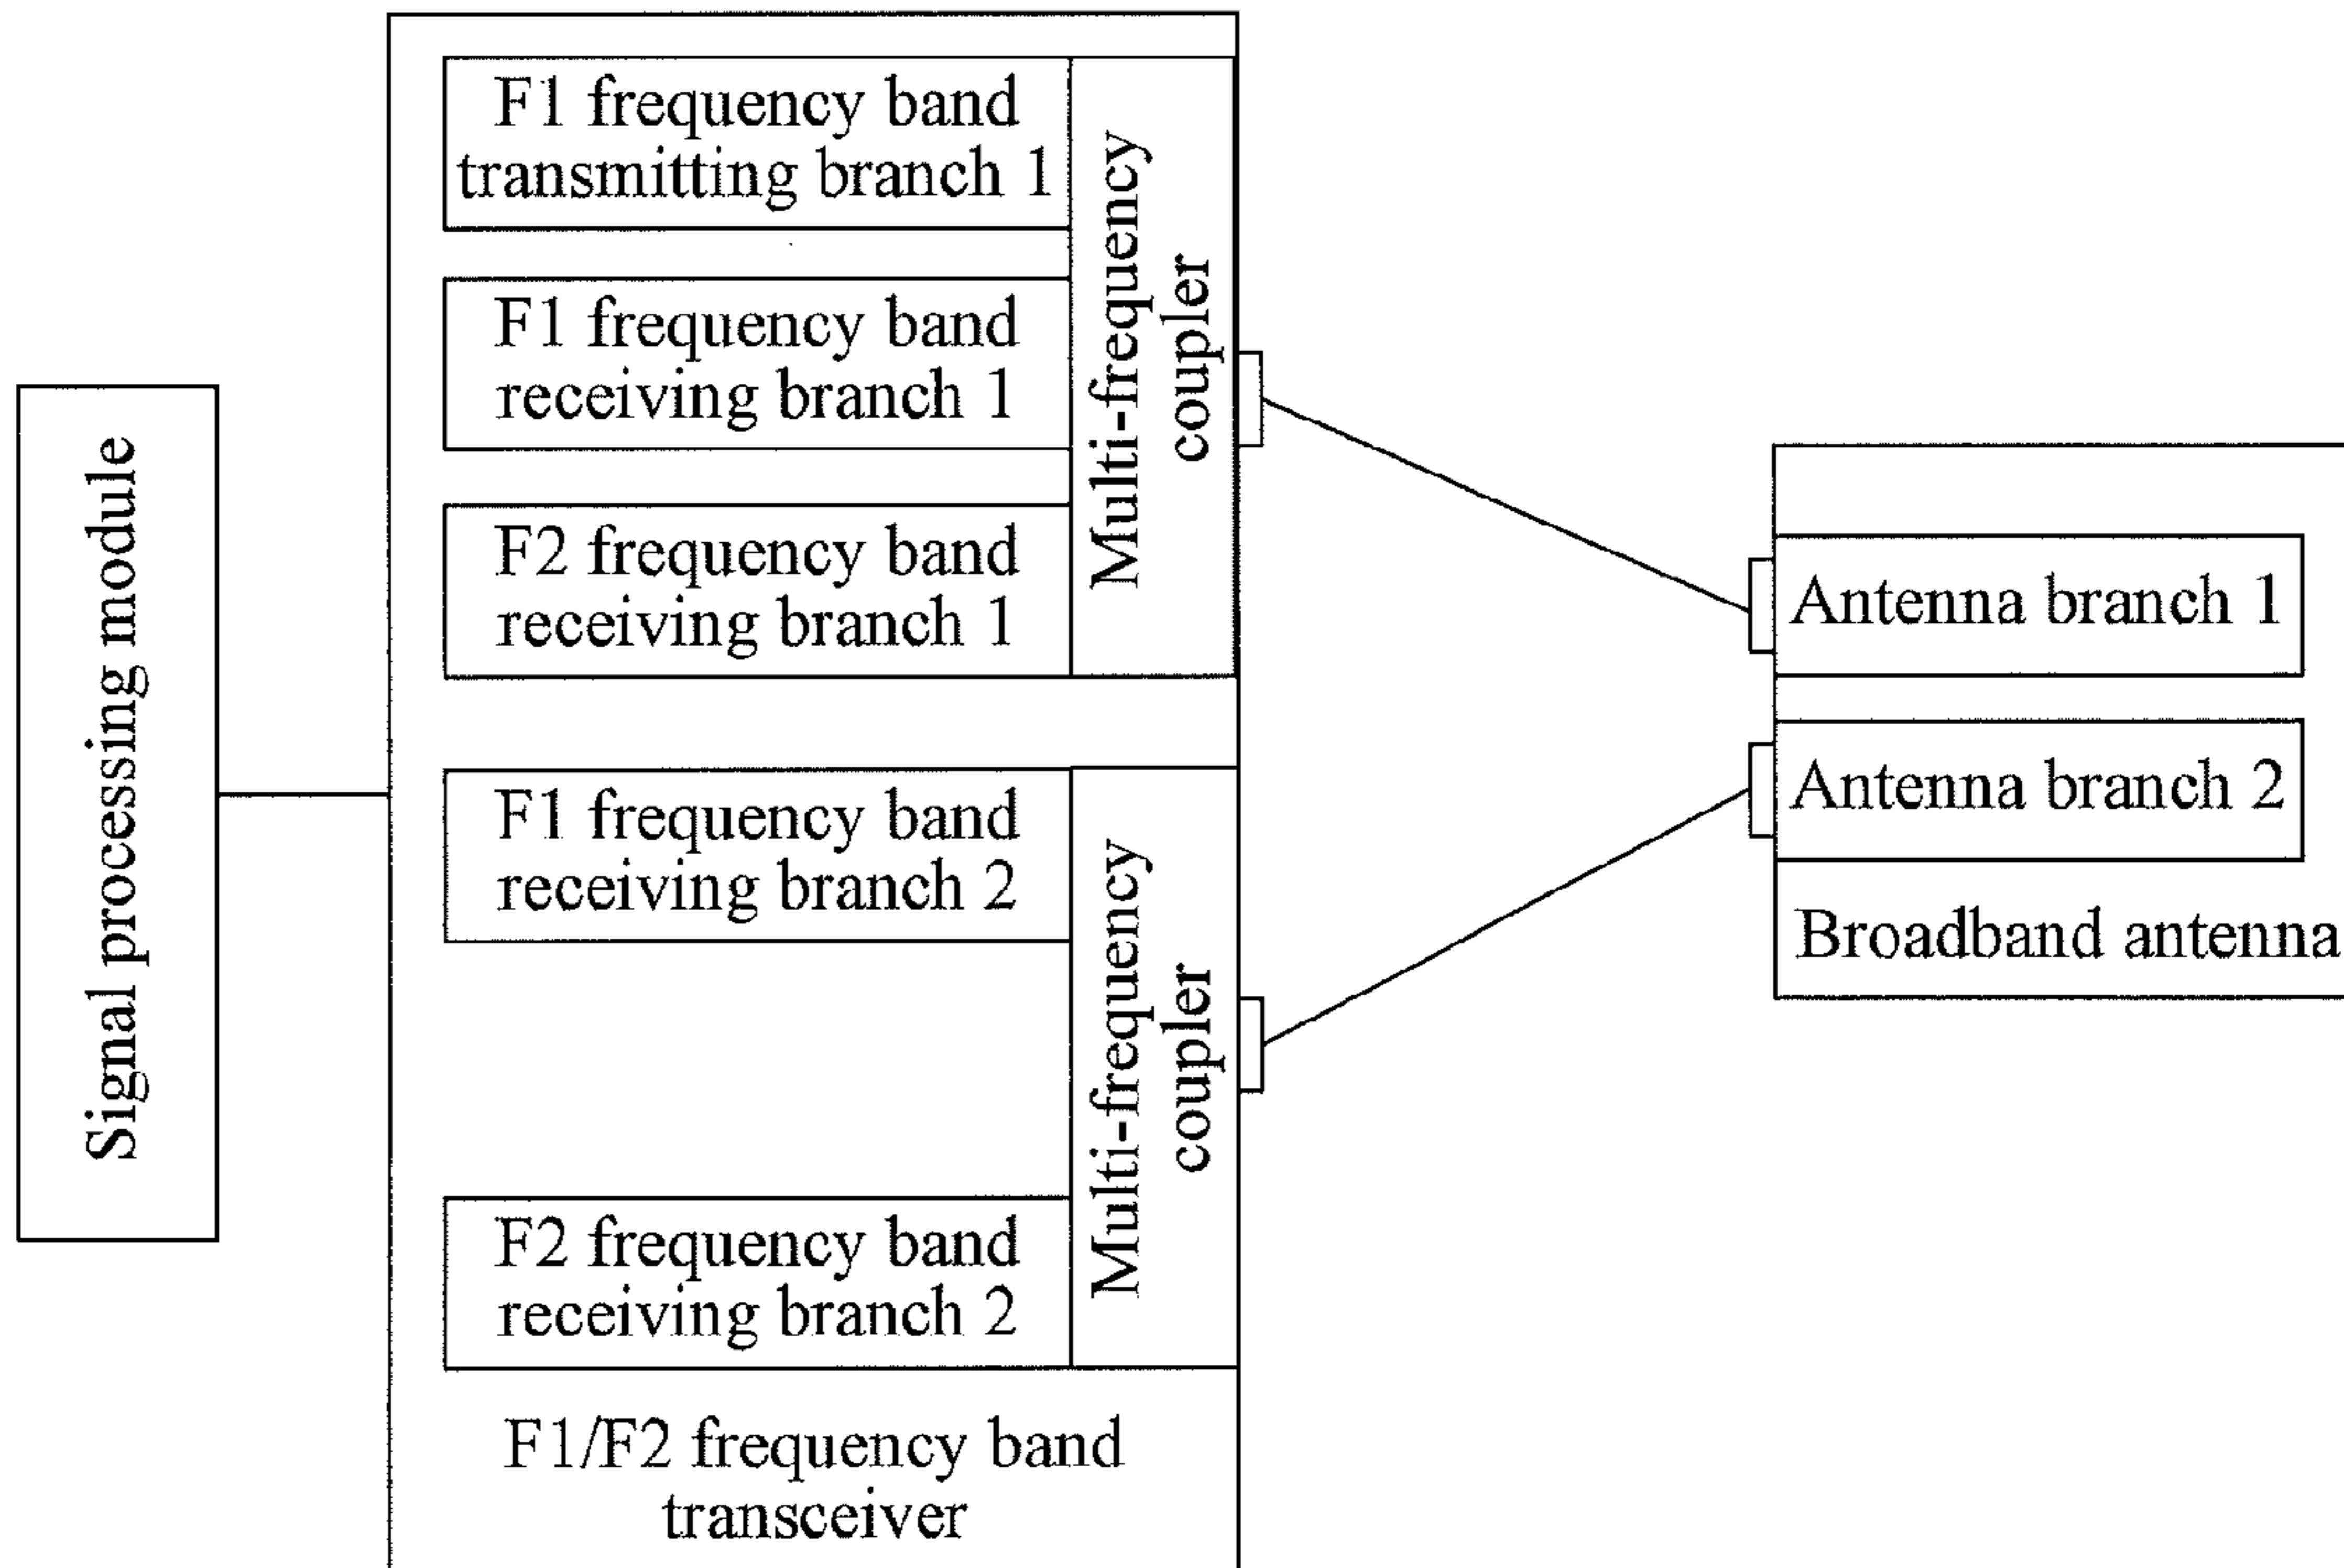 Signal processing module
F1 frequency band
transmitting branch 1
F1 frequency band
receiving branch 1
F2 frequency band
receiving branch 1
Multi-frequency
coupler
F1 frequency band
receiving branch 2
F2 frequency band
receiving branch 2
Multi-frequency
coupler
F1/F2 frequency band
transceiver
Antenna branch 1
Antenna branch 2
Broadband antenna